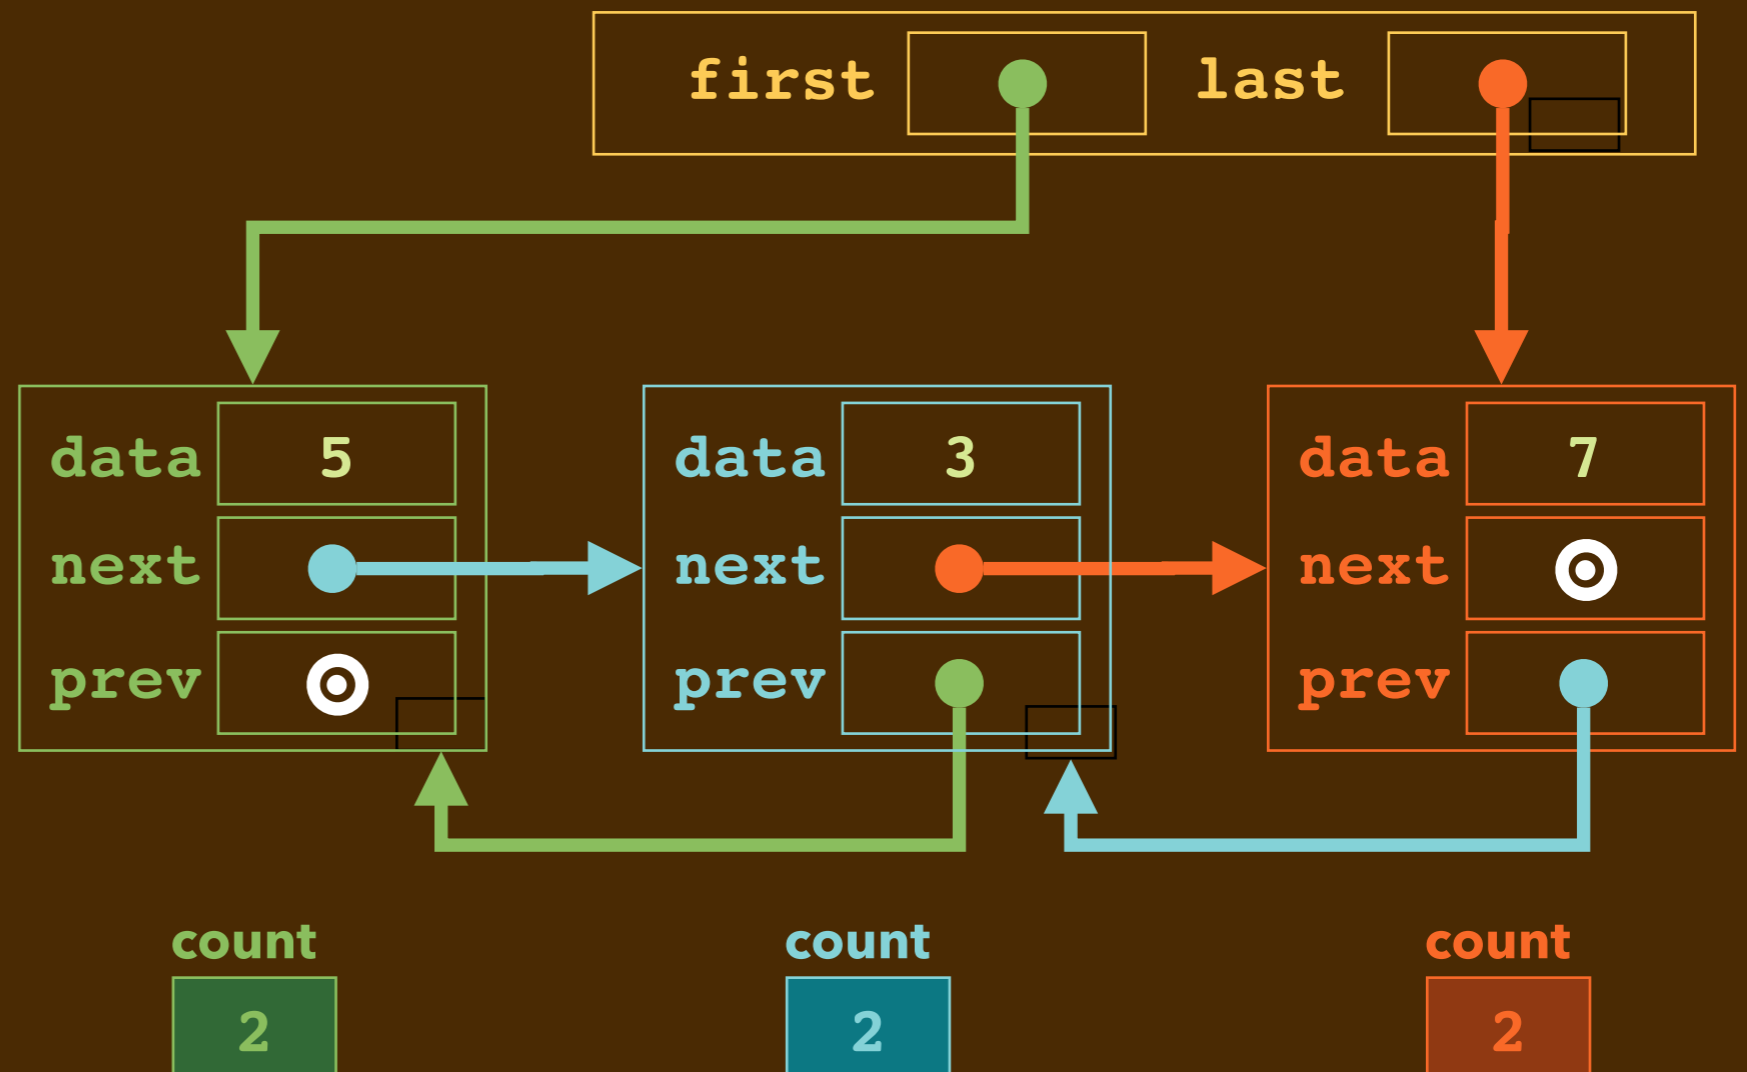 first last
data 5 data 3 data 7
next next next
prev prev prev
count count count
2 2 2